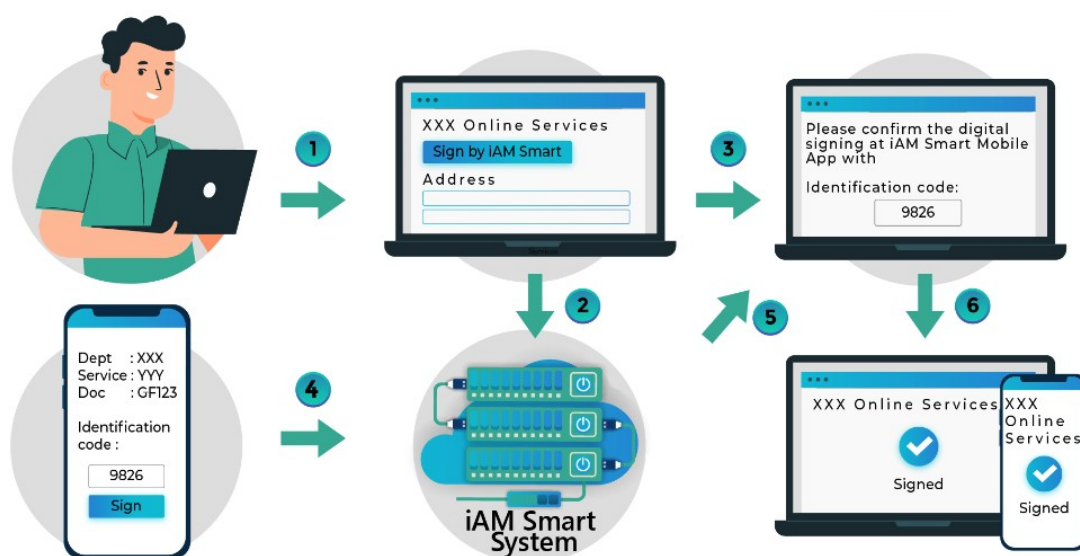 1
XXX Online Services
Sign by iAM Smart
Address
3
Please confirm the digital
signing at iAM Smart Mobile
App with
Identification code:
9826
2
5
6
Dept : XXX
Service : YYY
Doc : GF123
Identification
code :
9826
Sign
4
iAM Smart
System
XXX Online Services
Signed
XXX
Online
Services
Signed